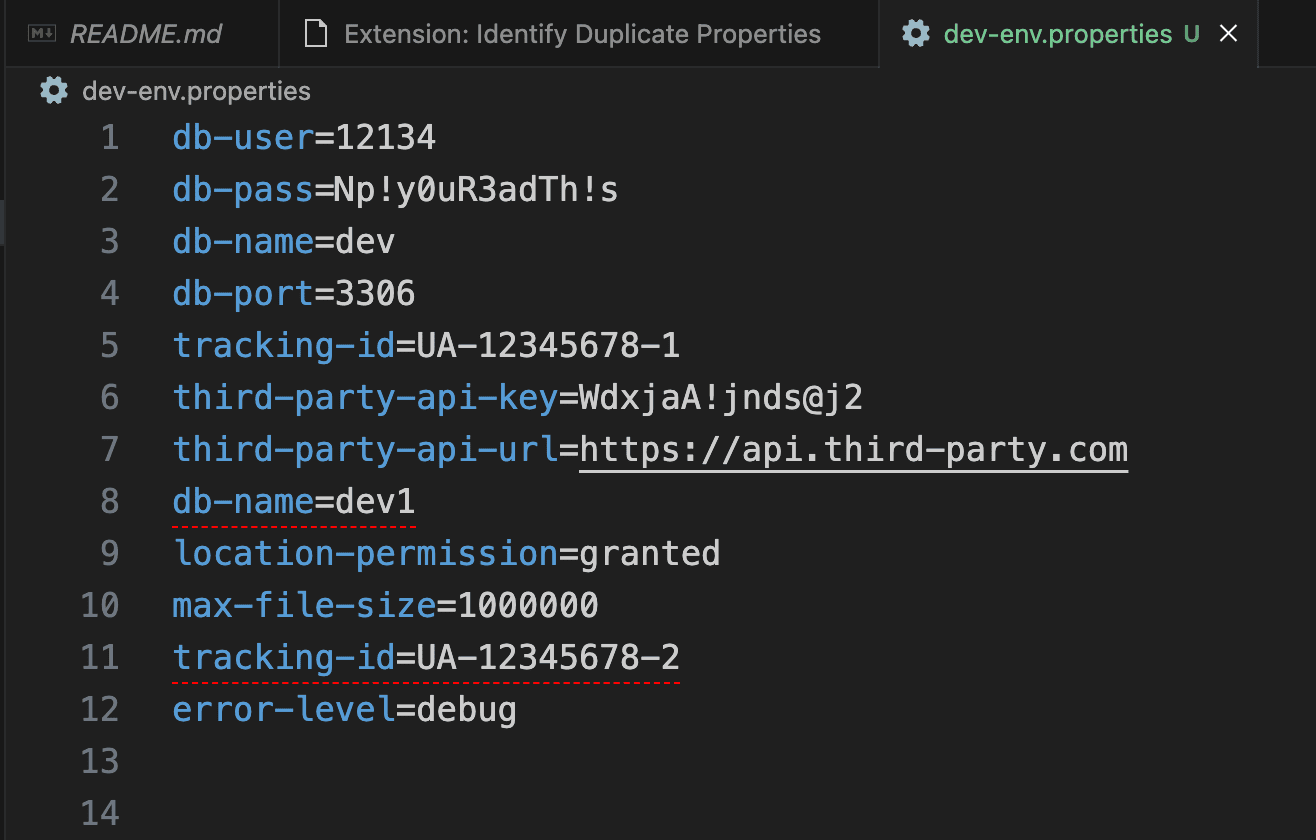 README.md Extension: Identify Duplicate Properties dev-env.properties U
dev-env.properties
1 db-user=12134
2 db-pass=Np!y0uR3adTh!s
3 db-name=dev
4 db-port=3306
5 tracking-id=UA-12345678-1
6 third-party-api-key=WdxjaA!jnds@j2
7 third-party-api-url=https://api.third-party.com
8 db-name=dev1
9 location-permission=granted
10 max-file-size=1000000
11 tracking-id=UA-12345678-2
12 error-level=debug
13
14